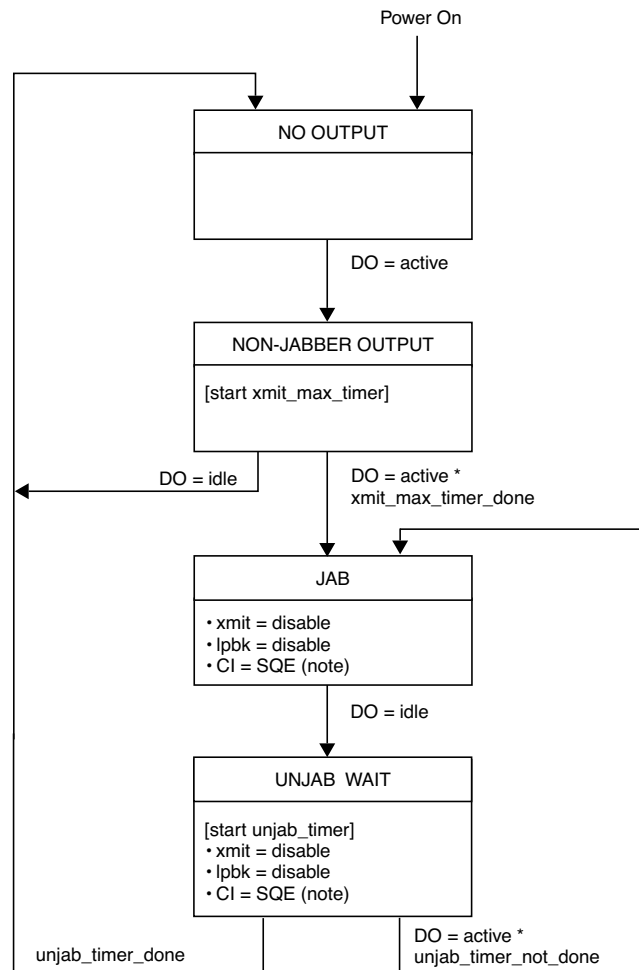 Power On
NO OUTPUT
DO = active
NON-JABBER OUTPUT
[start xmit_max_timer]
DO = idle
DO = active *
xmit_max_timer_done
JAB
• xmit = disable
• lpbk = disable
• CI = SQE (note)
DO = idle
UNJAB WAIT
[start unjab_timer]
• xmit = disable
• lpbk = disable
• CI = SQE (note)
unjab_timer_done
DO = active *
unjab_timer_not_done